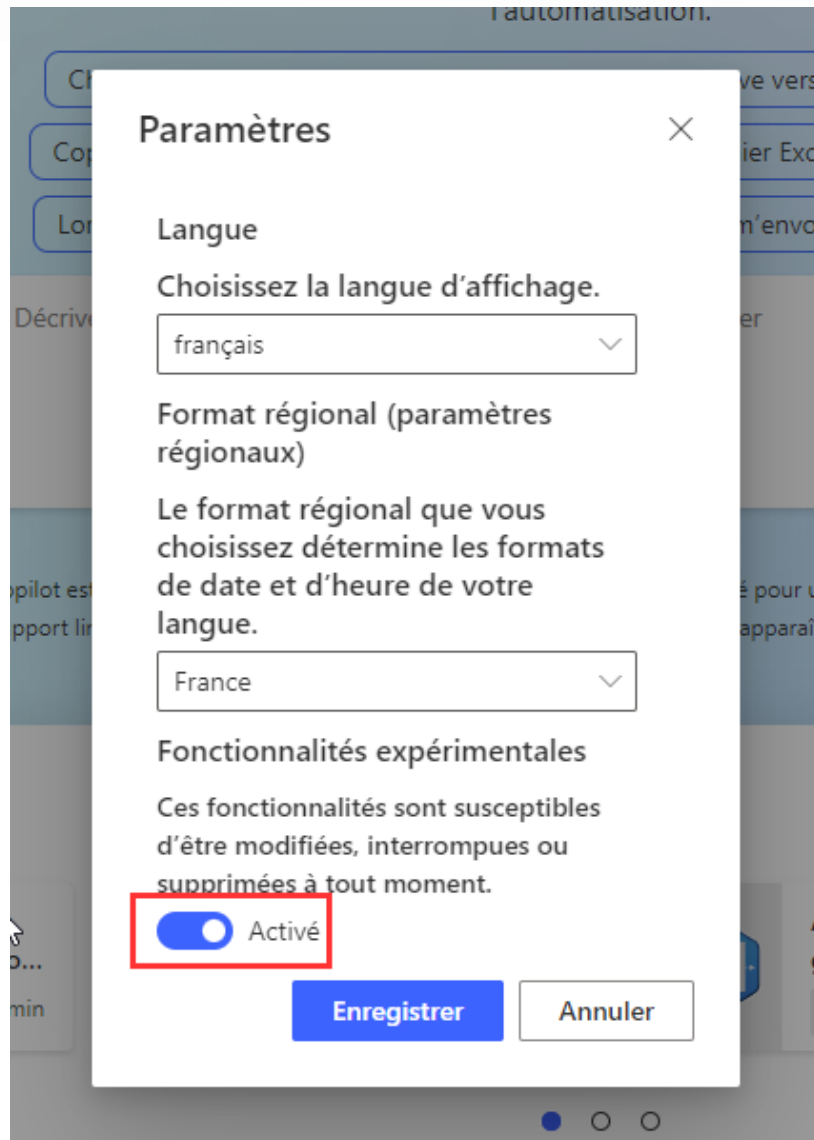 l'automatisation.
Paramètres
Langue
Choisissez la langue d'affichage.
français
Format régional (paramètres
régionaux)
Le format régional que vous
choisissez détermine les formats
de date et d'heure de votre
langue.
France
Fonctionnalités expérimentales
Ces fonctionnalités sont susceptibles
d'être modifiées, interrompues ou
supprimées à tout moment.
Activé
Enregistrer
Annuler
min